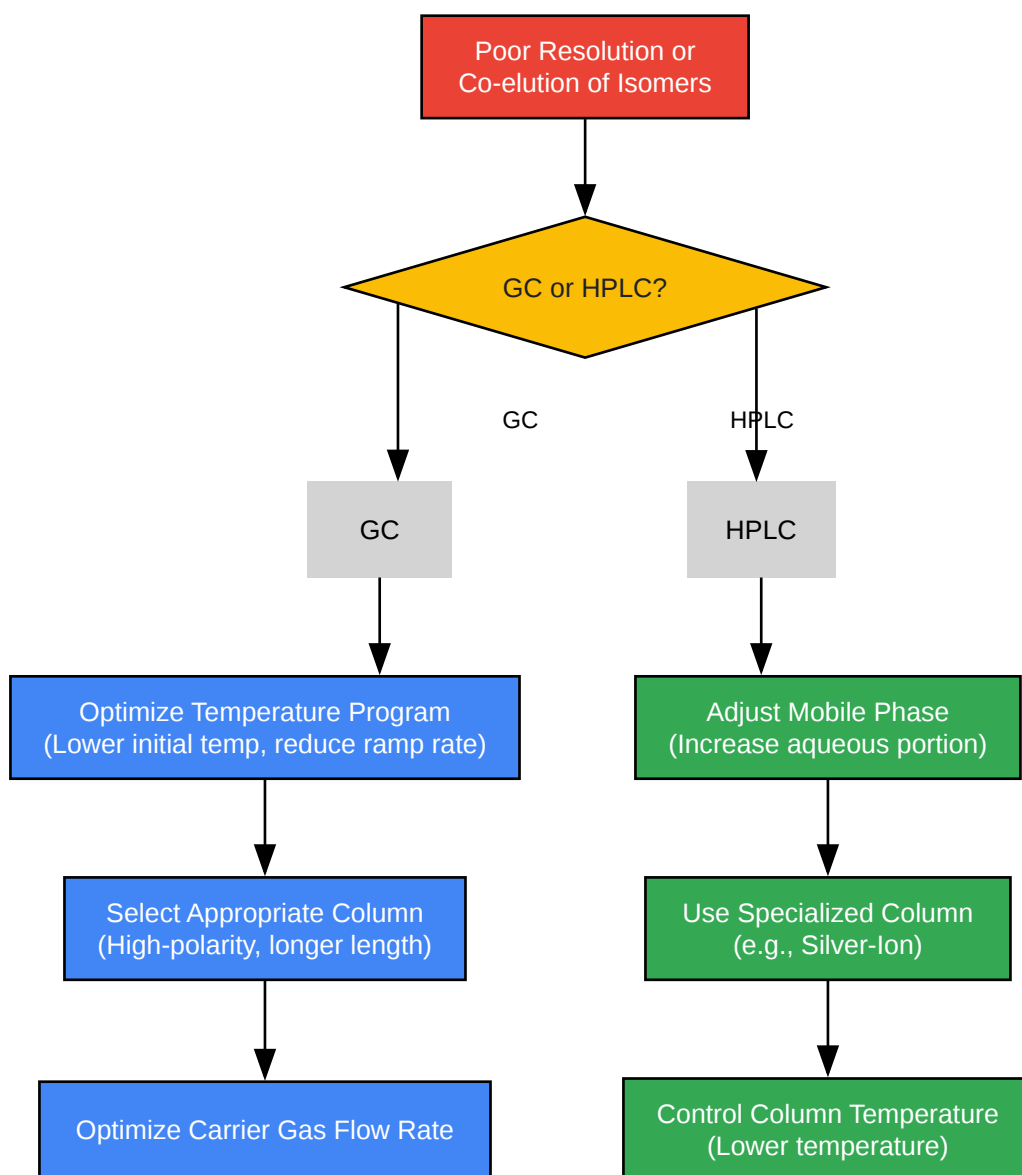 Poor Resolution or
Co-elution of Isomers
GC or HPLC?
GC
HPLC
GC
HPLC
Optimize Temperature Program
(Lower initial temp, reduce ramp rate)
Adjust Mobile Phase
(Increase aqueous portion)
Select Appropriate Column
(High-polarity, longer length)
Use Specialized Column
(e.g., Silver-Ion)
Optimize Carrier Gas Flow Rate
Control Column Temperature
(Lower temperature)